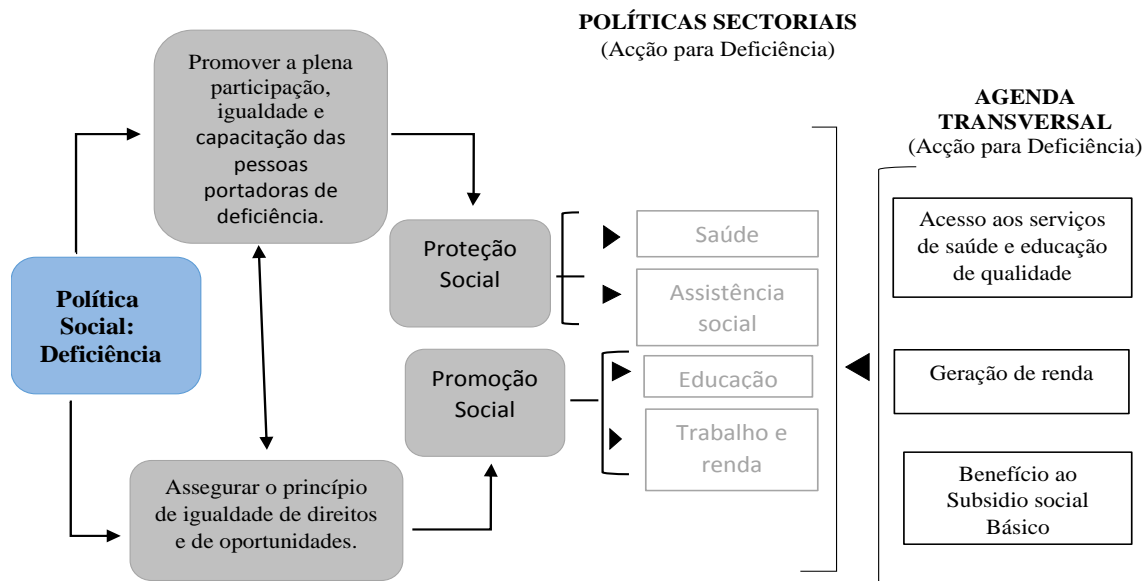 POLÍTICAS SECTORIAIS
(Acção para Deficiência)
AGENDA
TRANSVERSAL
(Acção para Deficiência)
Promover a plena
participação,
igualdade e
capacitação das
pessoas
portadoras de
deficiência.
Política
Social:
Deficiência
Assegurar o princípio
de igualdade de direitos
e de oportunidades.
Proteção
Social
Promoção
Social
Saúde
Assistência
social
Educação
Trabalho e
renda
Acesso aos serviços
de saúde e educação
de qualidade
Geração de renda
Benefício ao
Subsidio social
Básico